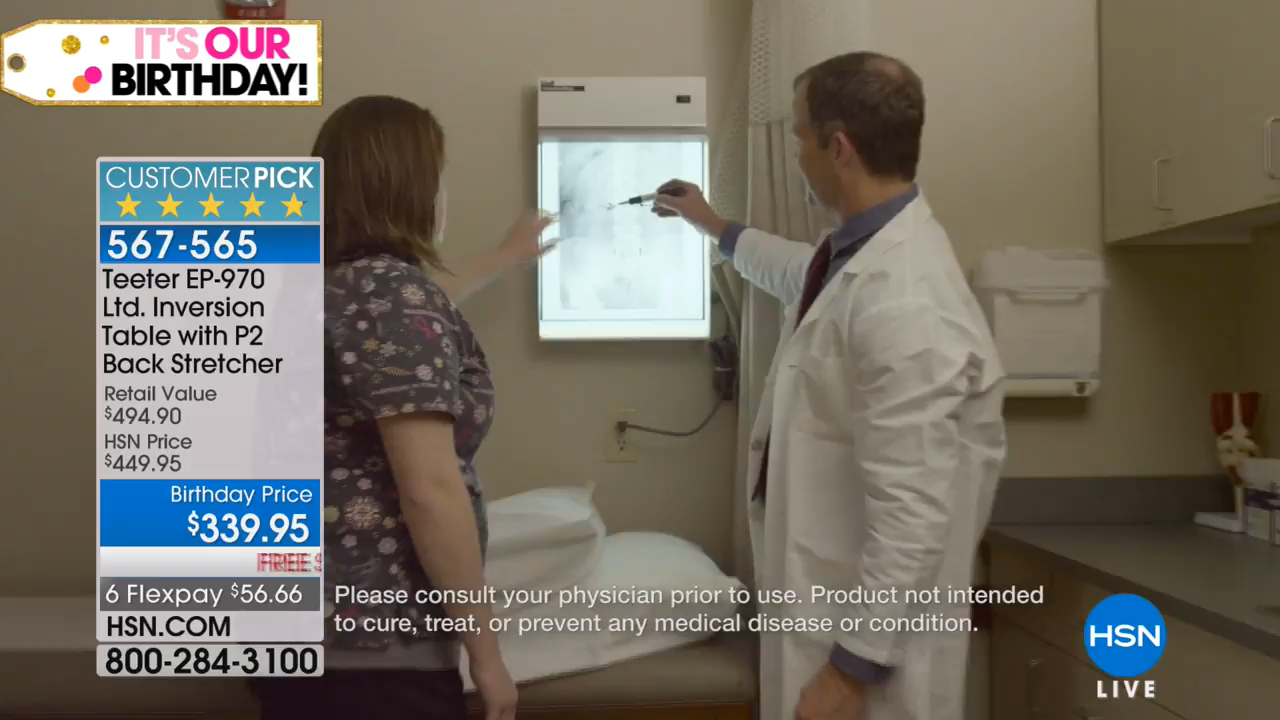 IT'S OUR
BIRTHDAY!
CUSTOMER PICK
567-565
Teeter EP-970
Ltd. Inversion
Table with P2
Back Stretcher
Retail Value
$494.90
HSN Price
$449.95
Birthday Price
$339.95
FREE
6 Flexpay $56.66
HSN.COM
800-284-3100
Please consult your physician prior to use. Product not intended
to cure, treat, or prevent any medical disease or condition.
HSN
LIVE